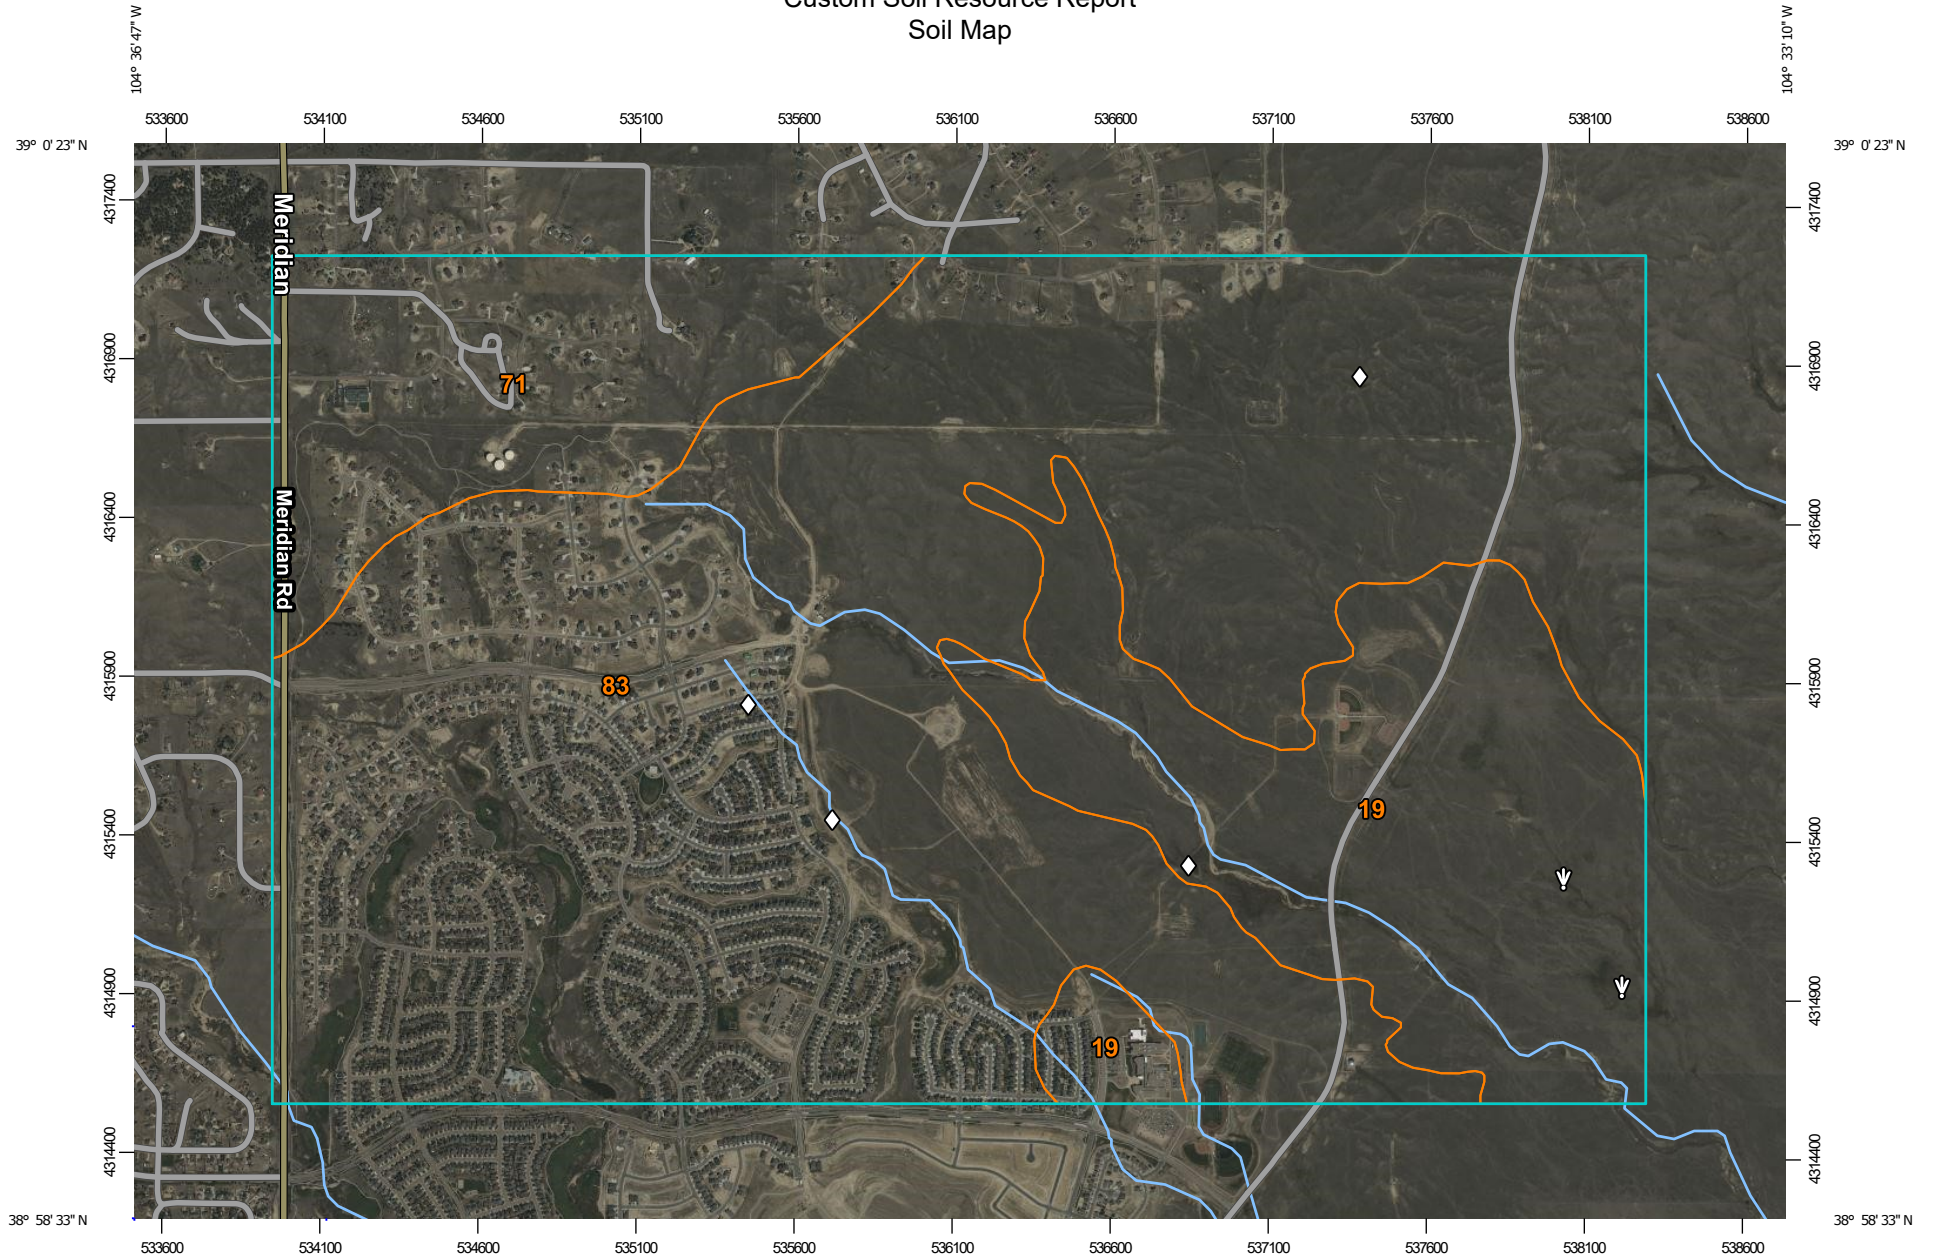 Custom Soil Resource Report
Soil Map
104° 36' 47" W
104° 33' 10" W
533600 534100 534600 535100 535600 536100 536600 537100 537600 538100 538600
39° 0' 23" N
39° 0' 23" N
4317400
4317400
Meridian
4316900
4316900
71
4316400
4316400
Meridian Rd
4315900
4315900
83
19
4315400
4315400
4314900
4314900
19
4314400
4314400
38° 58' 33" N
38° 58' 33" N
533600 534100 534600 535100 535600 536100 536600 537100 537600 538100 538600